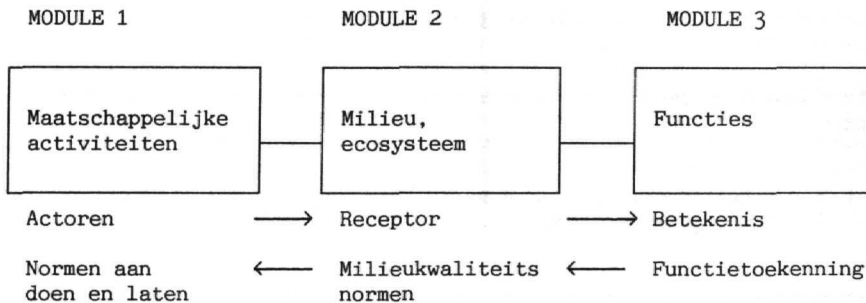 MODULE 1 MODULE 2 MODULE 3
Maatschappelijke Milieu, Functies
activiteiten ecosysteem
Actoren → Receptor → Betekenis
Normen aan ← Milieukwaliteits ← Functietoekenning
doen en laten normen